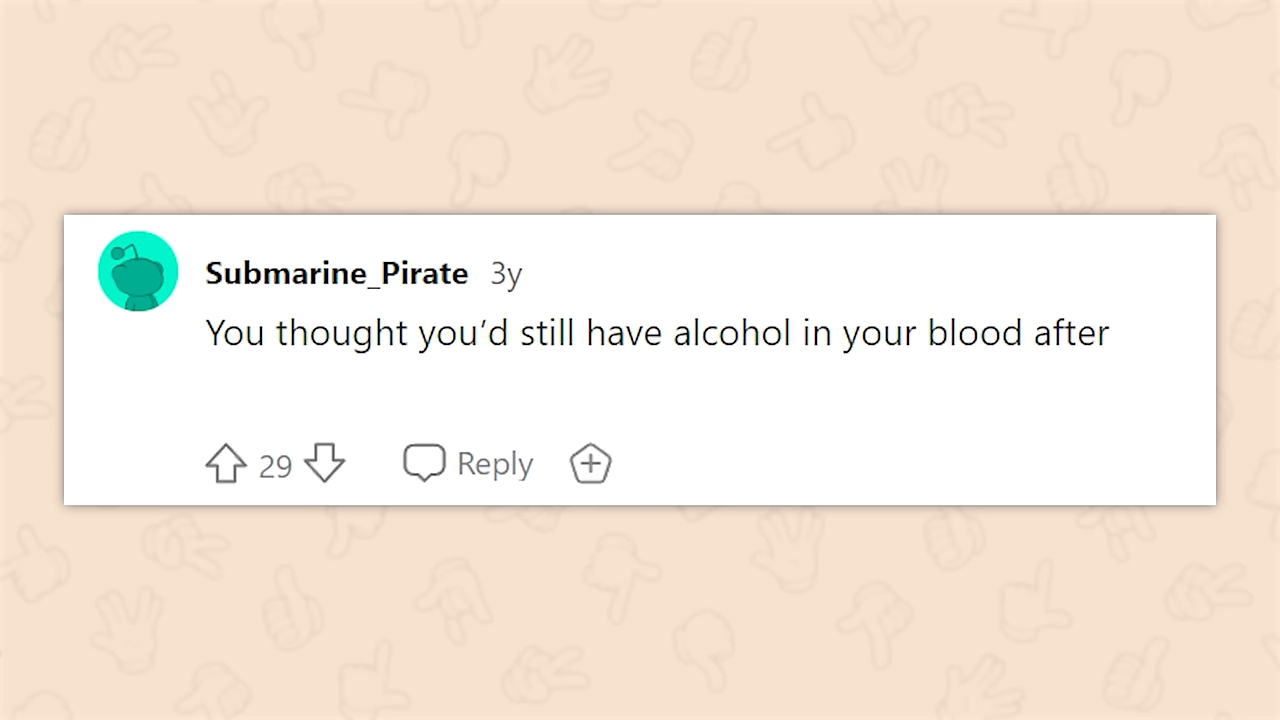 Submarine_Pirate 3y
You thought you’d still have alcohol in your blood after
29 Reply